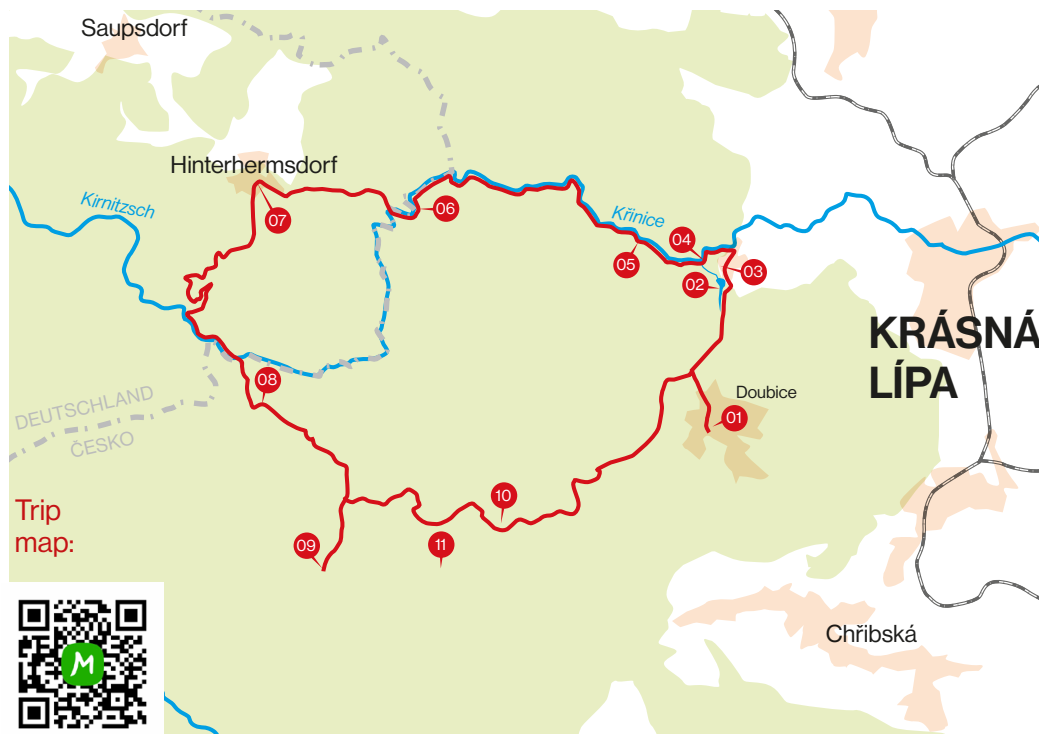 Saupsdorf
Hinterhermsdorf
Kirnitzsch
07
06
Křinice
04
05
03
02
KRÁSNÁ
LÍPA
08
Doubice
01
DEUTSCHLAND
ČESKO
Trip
map:
10
09
11
Chřibská
M